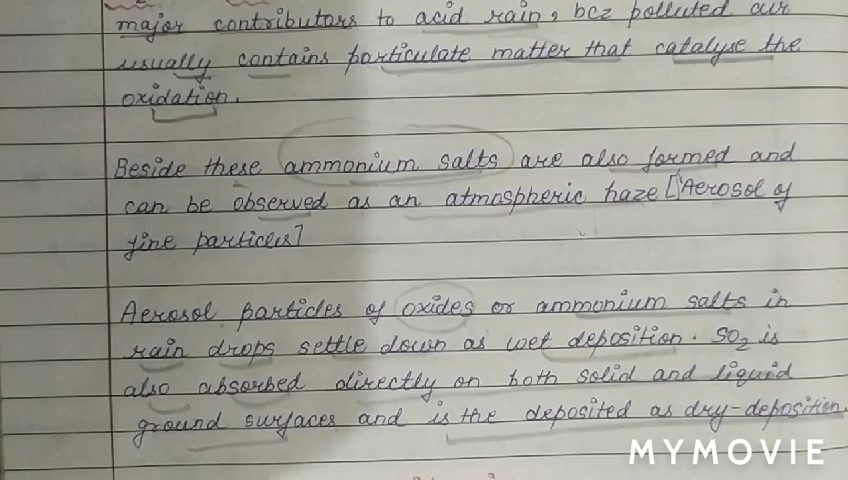 major contributors to acid rain, bcz polluted air
usually contains particulate matter that catalyse the
oxidation.
Beside these ammonium salts are also formed and
can be observed as an atmospheric haze [Aerosol of
fine particles]
Aerosol particles of oxides or ammonium salts in
rain drops settle down as wet deposition. SO₂ is
also absorbed directly on both solid and liquid
ground surfaces and is the deposited as dry-deposition.
MYMOVIE